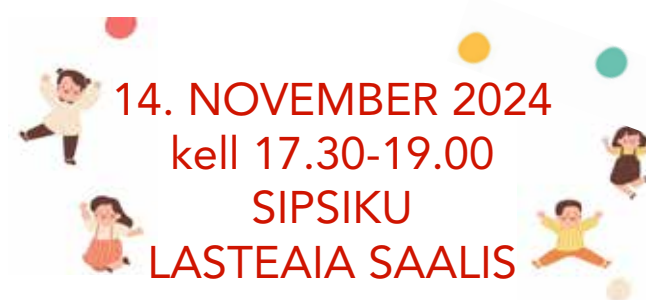 14. NOVEMBER 2024
kell 17.30-19.00
SIPSIKU
LASTEAIA SAALIS